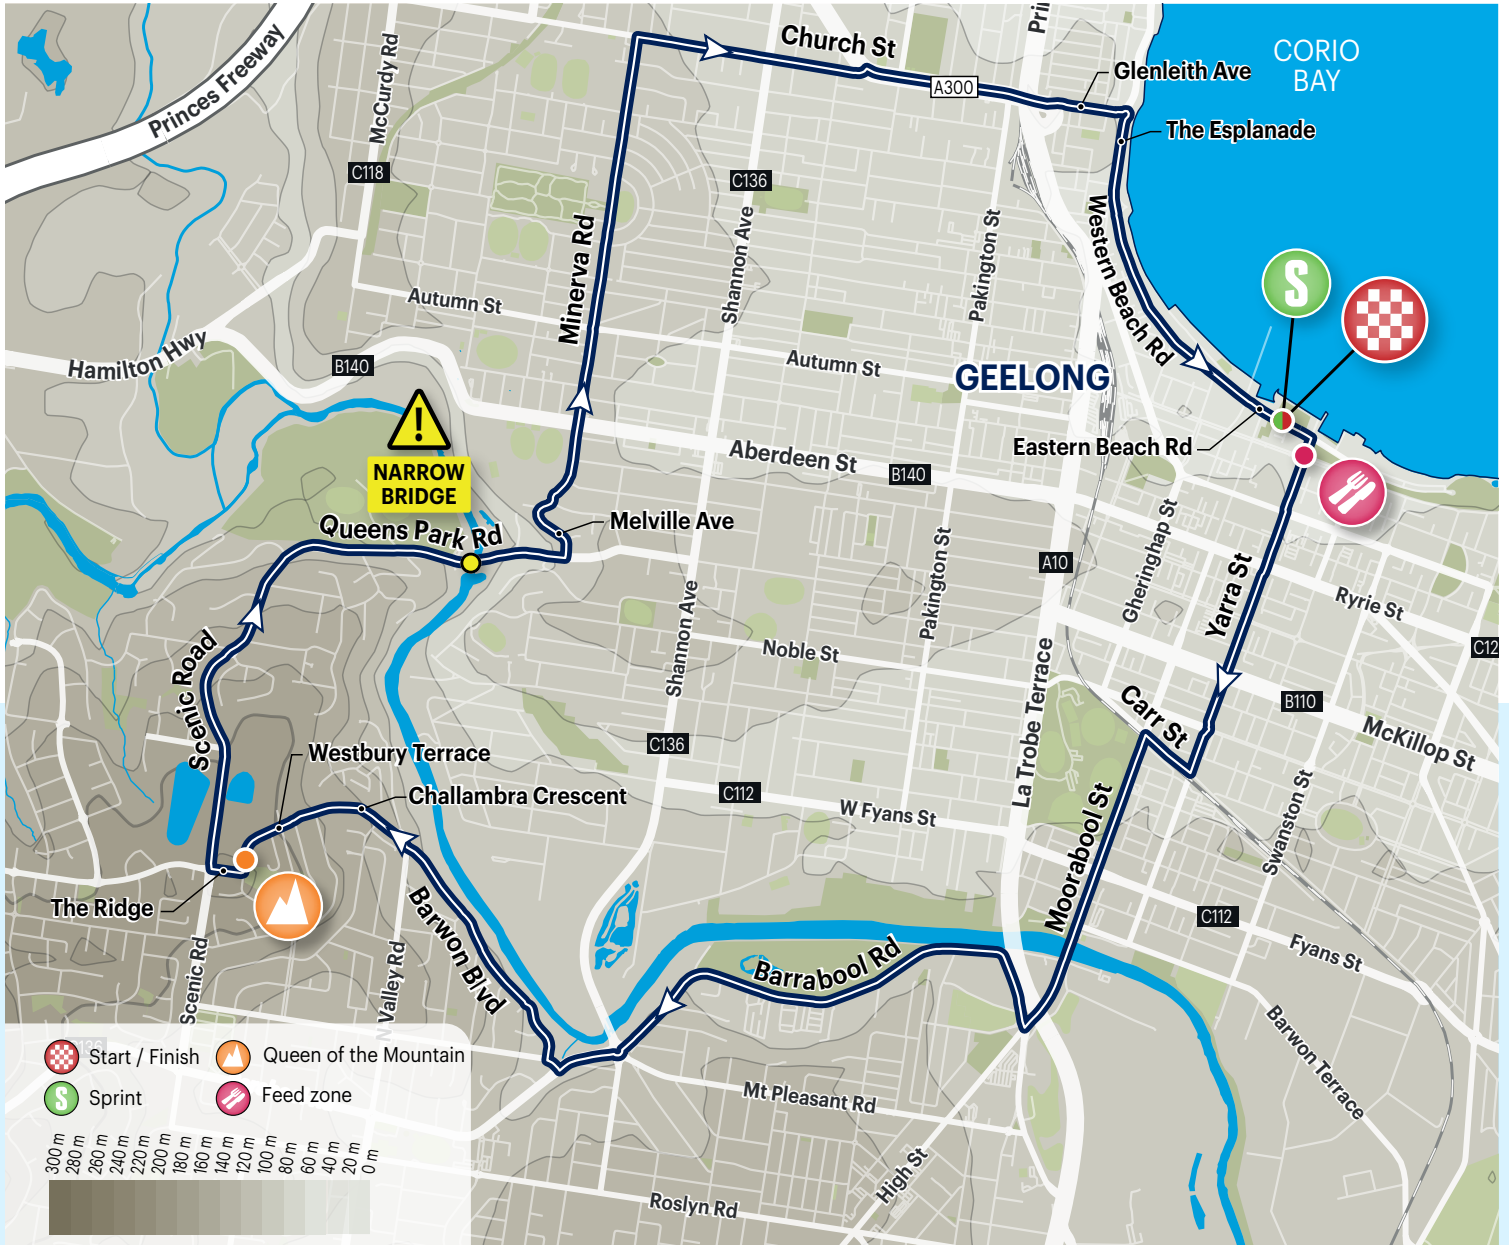 Princes Freeway
McCurdy Rd
Church St
CORIO
BAY
Glenleith Ave
A300
The Esplanade
C118
C136
Minerva Rd
Shannon Ave
Pakington St
Western Beach Rd
Autumn St
Hamilton Hwy
B140
Autumn St
GEELONG
S
!
NARROW
BRIDGE
Aberdeen St
B140
Eastern Beach Rd
Queens Park Rd
Melville Ave
Pakington St
A10
Gheringhap St
Yarra St
Ryrie St
C12
Shannon Ave
Noble St
La Trobe Terrace
Scenic Road
Carr St
B110
McKillop St
C136
Westbury Terrace
Challambra Crescent
C112
W Fyans St
Moorabool St
Swanston St
The Ridge
Barwon Blvd
Barrabool Rd
C112
Fyans St
Scenic Rd
Valley Rd
Barwon Terrace
Mt Pleasant Rd
High St
Roslyn Rd
Start / Finish
Queen of the Mountain
S
Sprint
Feed zone
300 m
280 m
260 m
240 m
220 m
200 m
180 m
160 m
140 m
120 m
100 m
80 m
60 m
40 m
20 m
0 m